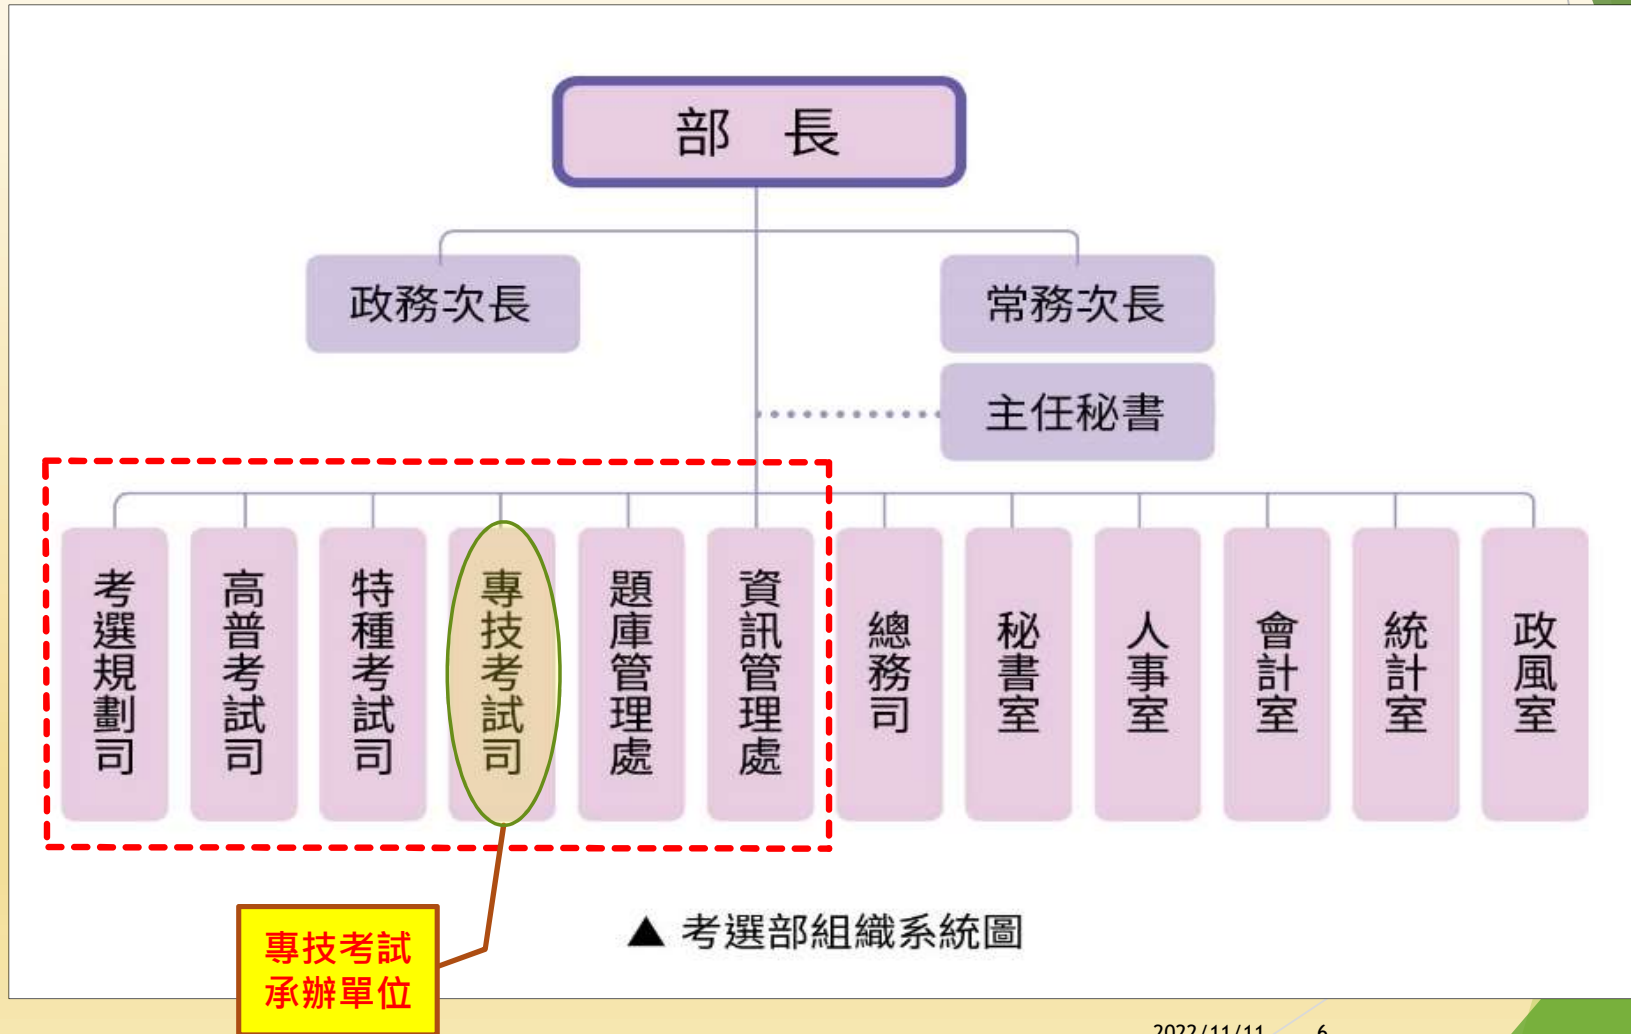 部 長
政務次長
常務次長
主任秘書
考選規劃司
高普考試司
特種考試司
專技考試司
題庫管理處
資訊管理處
總務司
秘書室
人事室
會計室
統計室
政風室
專技考試
承辦單位
▲ 考選部組織系統圖
2022/11/11 6